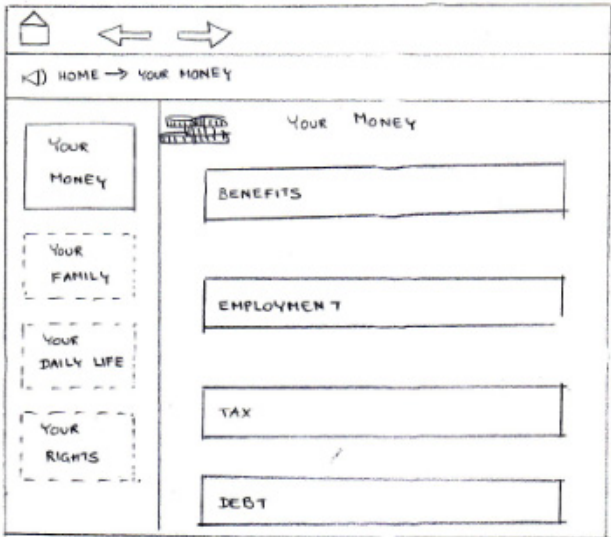 HOME → YOUR MONEY
YOUR
MONEY
YOUR
FAMILY
YOUR
DAILY LIFE
YOUR
RIGHTS
YOUR MONEY
BENEFITS
EMPLOYMENT
TAX
DEBT